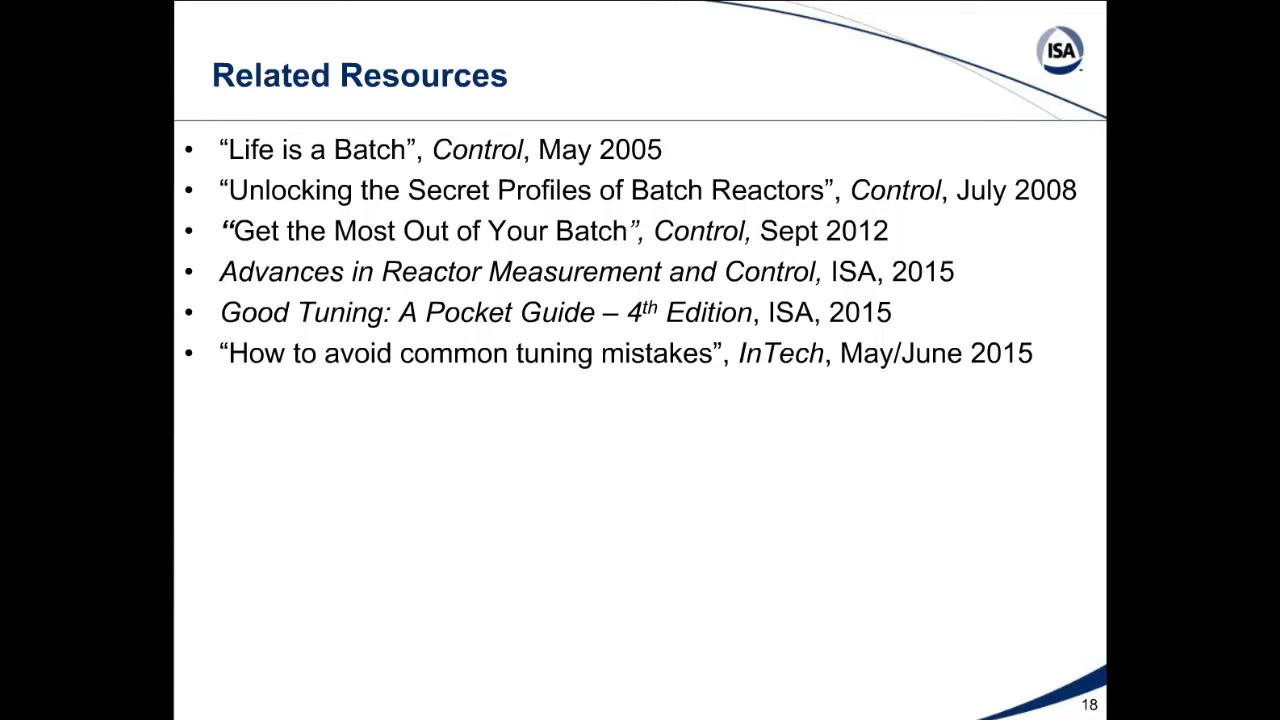 ISA
Related Resources
• “Life is a Batch”, Control, May 2005
• “Unlocking the Secret Profiles of Batch Reactors”, Control, July 2008
• “Get the Most Out of Your Batch”, Control, Sept 2012
• Advances in Reactor Measurement and Control, ISA, 2015
• Good Tuning: A Pocket Guide – 4th Edition, ISA, 2015
• “How to avoid common tuning mistakes”, InTech, May/June 2015
18